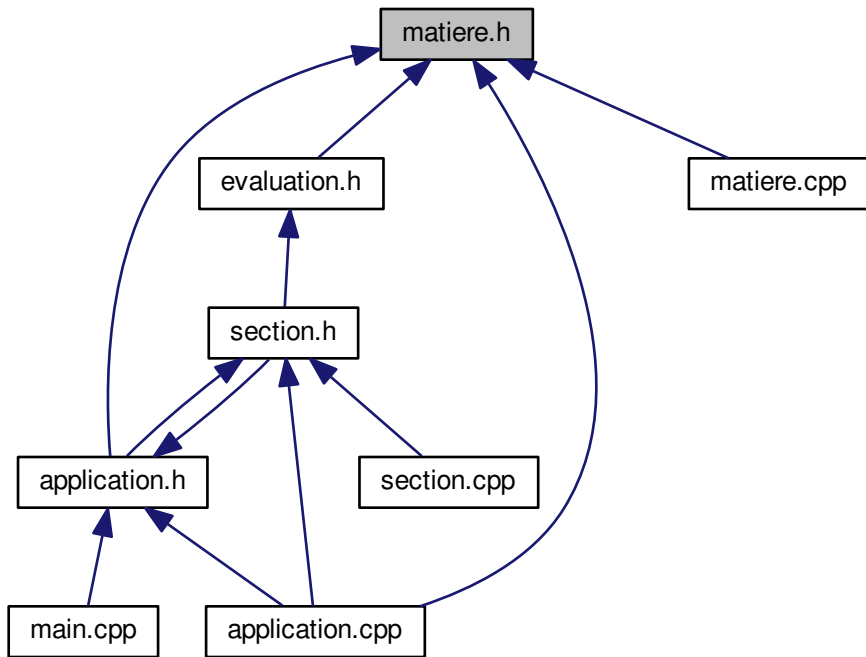 matiere.h
evaluation.h
matiere.cpp
section.h
application.h
section.cpp
main.cpp
application.cpp